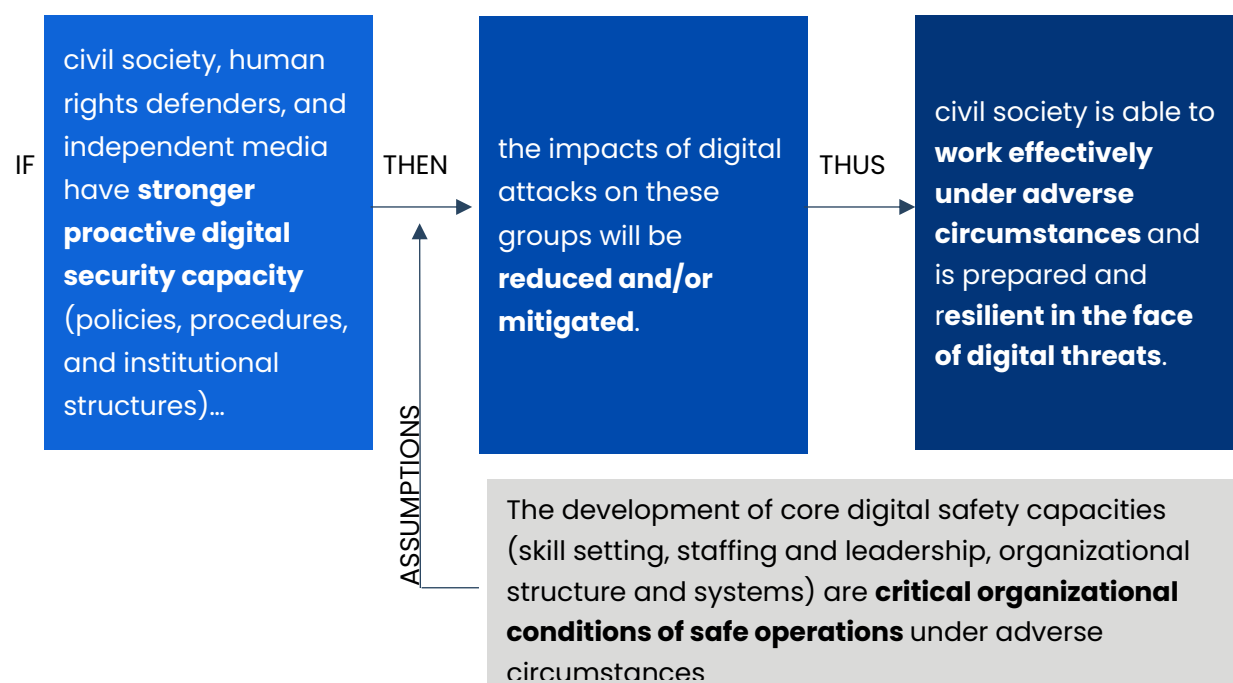 IF
civil society, human
rights defenders, and
independent media
have stronger
proactive digital
security capacity
(policies, procedures,
and institutional
structures)…
THEN
the impacts of digital
attacks on these
groups will be
reduced and/or
mitigated.
THUS
civil society is able to
work effectively
under adverse
circumstances and
is prepared and
resilient in the face
of digital threats.
ASSUMPTIONS
The development of core digital safety capacities
(skill setting, staffing and leadership, organizational
structure and systems) are critical organizational
conditions of safe operations under adverse
circumstances